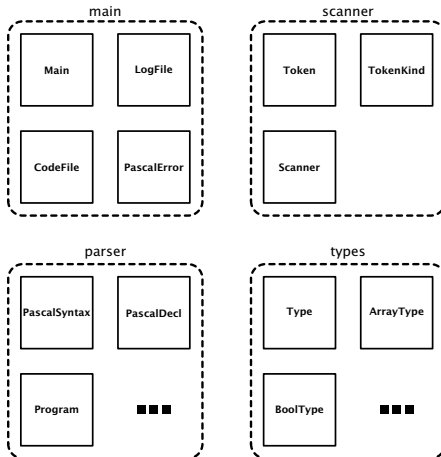 main
scanner
Main
LogFile
Token
TokenKind
CodeFile
PascalError
Scanner
parser
types
PascalSyntax
PascalDecl
Type
ArrayType
Program
BoolType